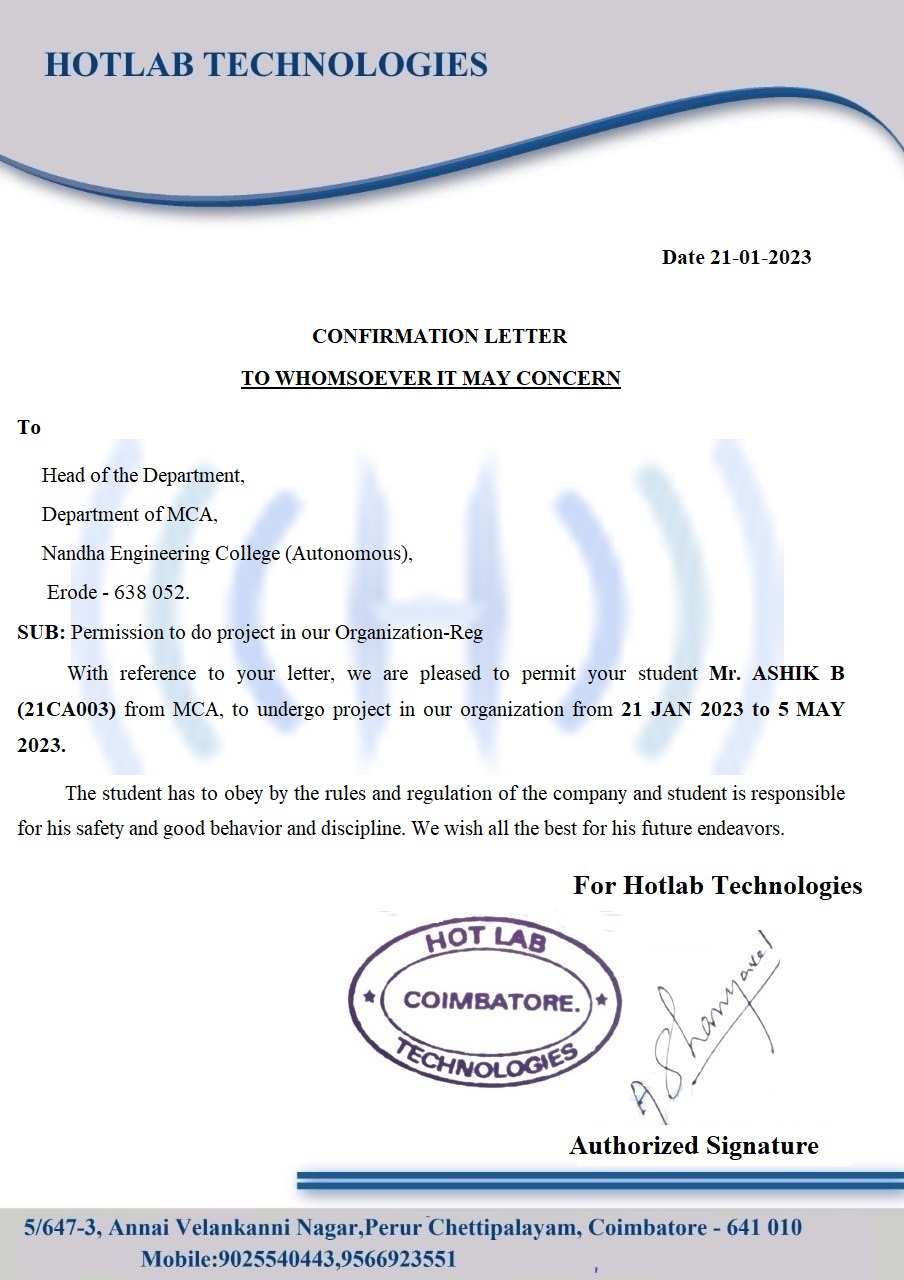 HOTLAB TECHNOLOGIES
Date 21-01-2023
CONFIRMATION LETTER
TO WHOMSOEVER IT MAY CONCERN
To
Head of the Department,
Department of MCA,
Nandha Engineering College (Autonomous),
Erode - 638 052.
SUB: Permission to do project in our Organization-Reg
With reference to your letter, we are pleased to permit your student Mr. ASHIK B
(21CA003) from MCA, to undergo project in our organization from 21 JAN 2023 to 5 MAY
2023.
The student has to obey by the rules and regulation of the company and student is responsible
for his safety and good behavior and discipline. We wish all the best for his future endeavors.
For Hotlab Technologies
HOT LAB
COIMBATORE.
TECHNOLOGIES
Authorized Signature
5/647-3, Annai Velankanni Nagar,Perur Chettipalayam, Coimbatore - 641 010
Mobile:9025540443,9566923551